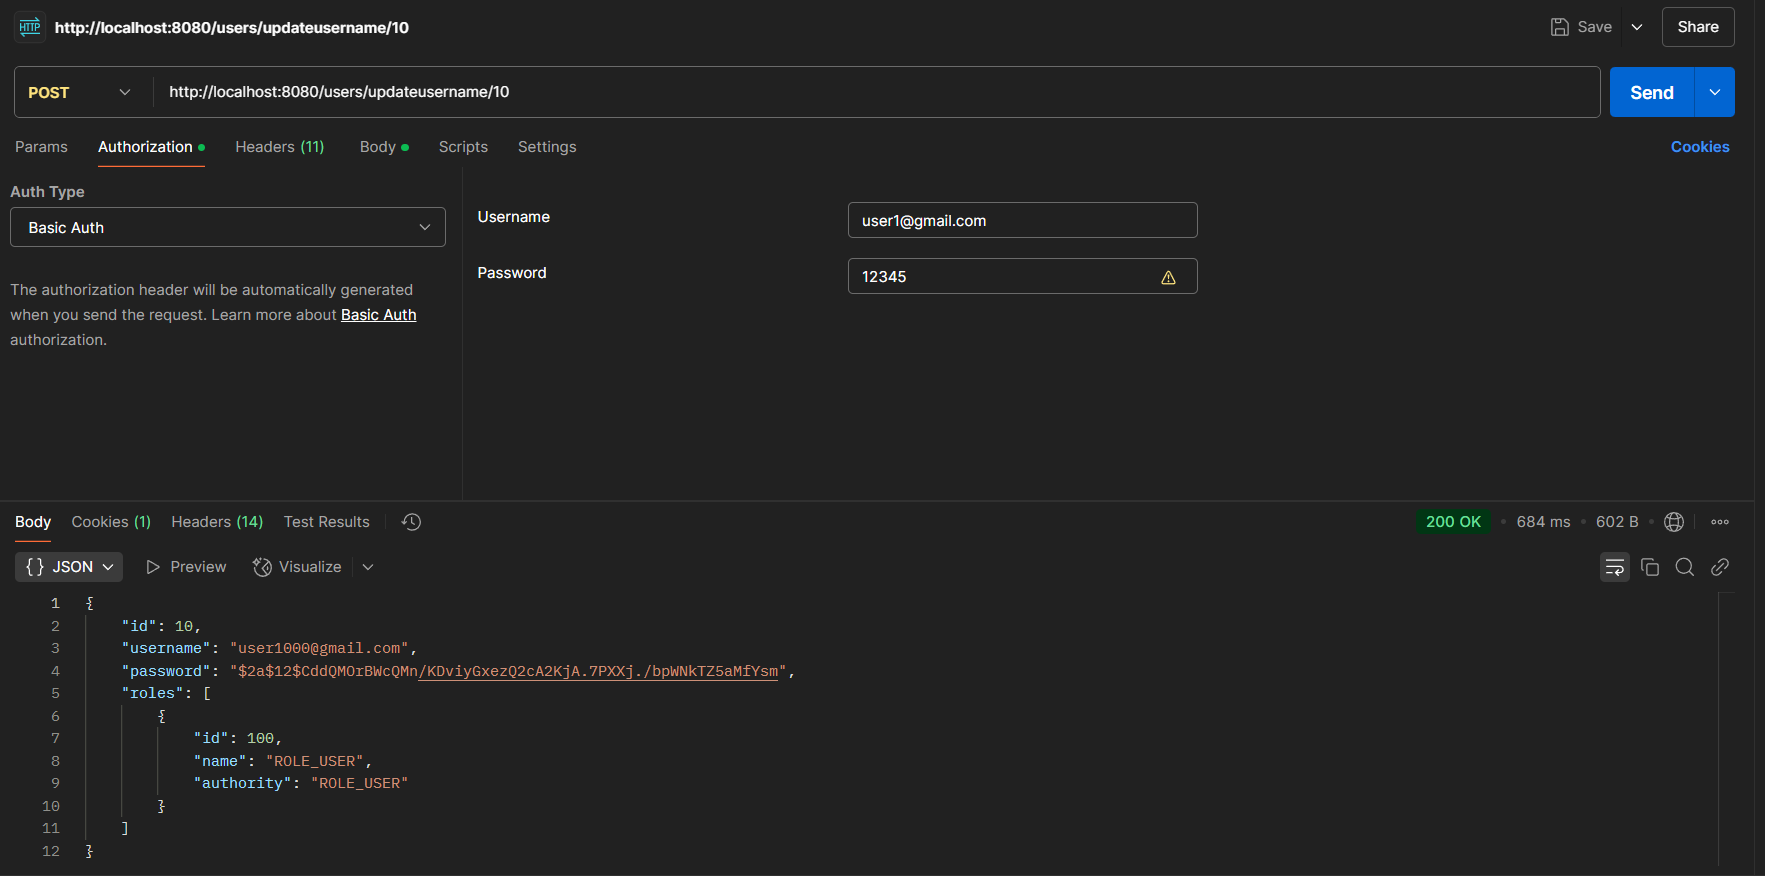 HTTP http://localhost:8080/users/updateusername/10 Save Share
POST http://localhost:8080/users/updateusername/10 Send
Params Authorization Headers (11) Body Scripts Settings Cookies
Auth Type
Basic Auth
The authorization header will be automatically generated
when you send the request. Learn more about Basic Auth
authorization.
Username user1@gmail.com
Password 12345
Body Cookies (1) Headers (14) Test Results 200 OK 684 ms 602 B
{} JSON Preview Visualize
1 {
2 "id": 10,
3 "username": "user1000@gmail.com",
4 "password": "$2a$12$CddQMOrBWcQMn/KDviyGxezQ2cA2KjA.7PXXj./bpWNkTZ5aMfYsm",
5 "roles": [
6 {
7 "id": 100,
8 "name": "ROLE_USER",
9 "authority": "ROLE_USER"
10 }
11 ]
12 }